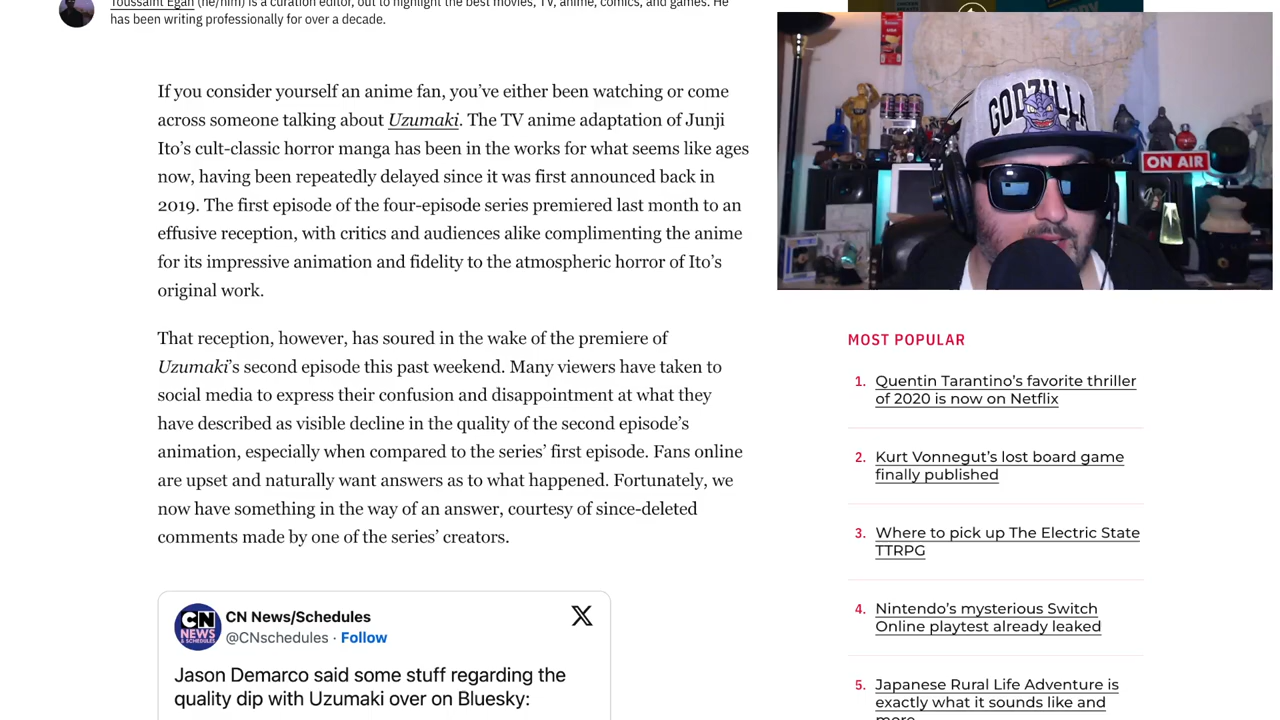 Toussaint Egan (he/him) is a curation editor, out to highlight the best movies, TV, anime, comics, and games. He
has been writing professionally for over a decade.
If you consider yourself an anime fan, you’ve either been watching or come
across someone talking about Uzumaki. The TV anime adaptation of Junji
Ito’s cult-classic horror manga has been in the works for what seems like ages
now, having been repeatedly delayed since it was first announced back in
2019. The first episode of the four-episode series premiered last month to an
effusive reception, with critics and audiences alike complimenting the anime
for its impressive animation and fidelity to the atmospheric horror of Ito’s
original work.
That reception, however, has soured in the wake of the premiere of
Uzumaki’s second episode this past weekend. Many viewers have taken to
social media to express their confusion and disappointment at what they
have described as visible decline in the quality of the second episode’s
animation, especially when compared to the series’ first episode. Fans online
are upset and naturally want answers as to what happened. Fortunately, we
now have something in the way of an answer, courtesy of since-deleted
comments made by one of the series’ creators.
CN NEWS & SCHEDULES
CN News/Schedules
@CNschedules · Follow
Jason Demarco said some stuff regarding the
quality dip with Uzumaki over on Bluesky:
GODZILLA
ON AIR
MOST POPULAR
1. Quentin Tarantino’s favorite thriller
of 2020 is now on Netflix
2. Kurt Vonnegut’s lost board game
finally published
3. Where to pick up The Electric State
TTRPG
4. Nintendo’s mysterious Switch
Online playtest already leaked
5. Japanese Rural Life Adventure is
exactly what it sounds like and
more